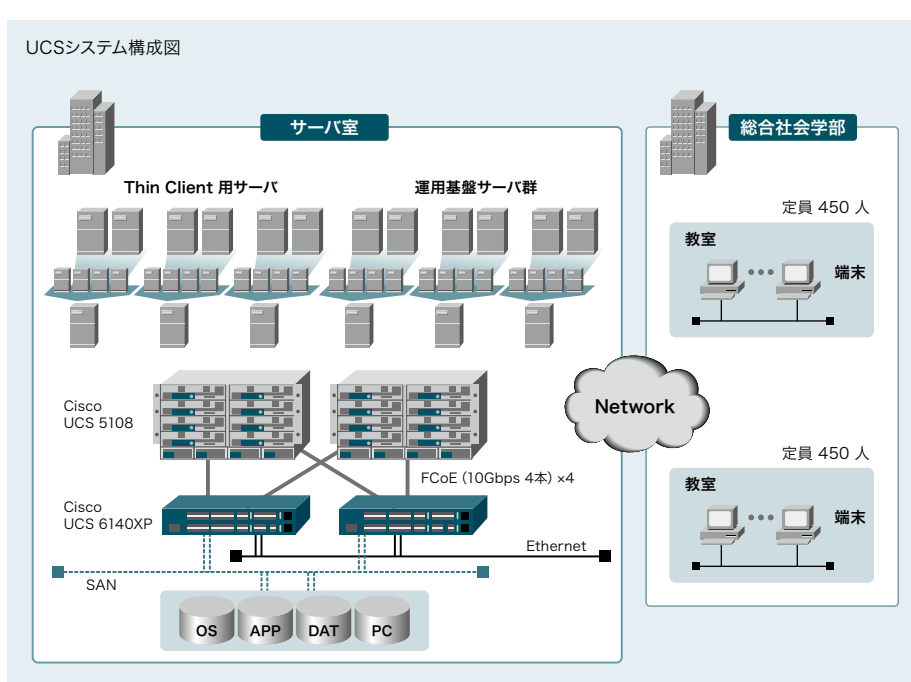 UCSシステム構成図
サーバ室
Thin Client 用サーバ
運用基盤サーバ群
Cisco
UCS 5108
FCoE (10Gbps 4本) ×4
Cisco
UCS 6140XP
Ethernet
SAN
OS
APP
DAT
PC
Network
総合社会学部
定員 450 人
教室
端末
定員 450 人
教室
端末